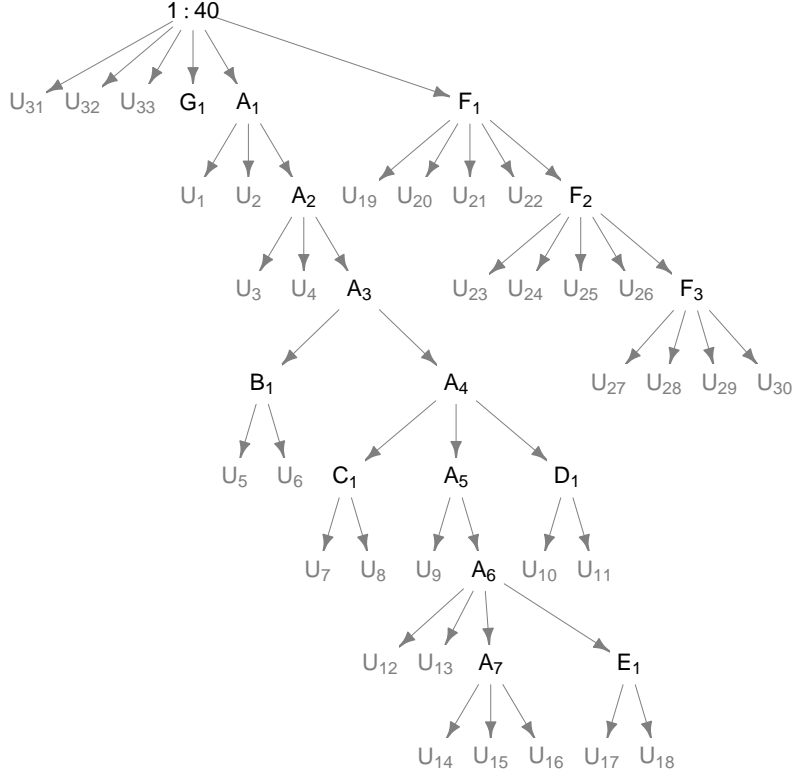 1 : 40
U31 U32 U33 G1 A1 F1
U1 U2 A2 U19 U20 U21 U22 F2
U3 U4 A3 U23 U24 U25 U26 F3
B1 A4 U27 U28 U29 U30
U5 U6 C1 A5 D1
U7 U8 U9 A6 U10 U11
U12 U13 A7 E1
U14 U15 U16 U17 U18